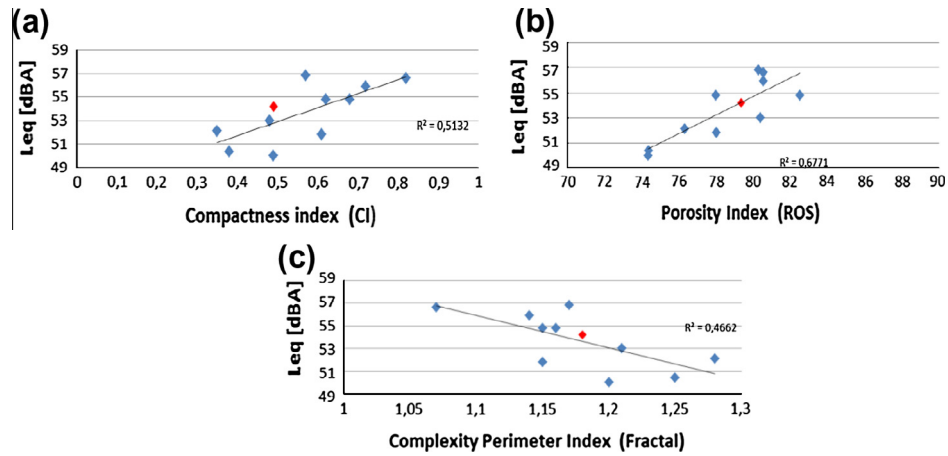 (a)
59
57
55
53
51
49
Leq [dBA]
R² = 0,5132
0 0,1 0,2 0,3 0,4 0,5 0,6 0,7 0,8 0,9 1
Compactness index (CI)
(b)
59
57
55
53
51
49
Leq [dBA]
R² = 0,6771
70 72 74 76 78 80 82 84 86 88 90
Porosity Index (ROS)
(c)
59
57
55
53
51
49
Leq [dBA]
R² = 0,4662
1 1,05 1,1 1,15 1,2 1,25 1,3
Complexity Perimeter Index (Fractal)